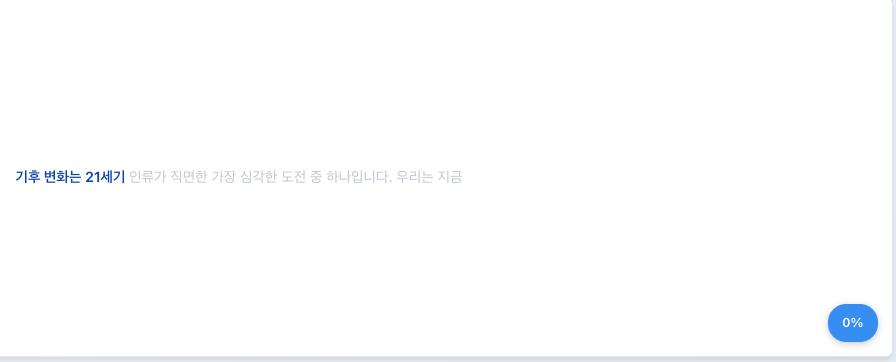 기후 변화는 21세기 인류가 직면한 가장 심각한 도전 중 하나입니다. 우리는 지금
0%